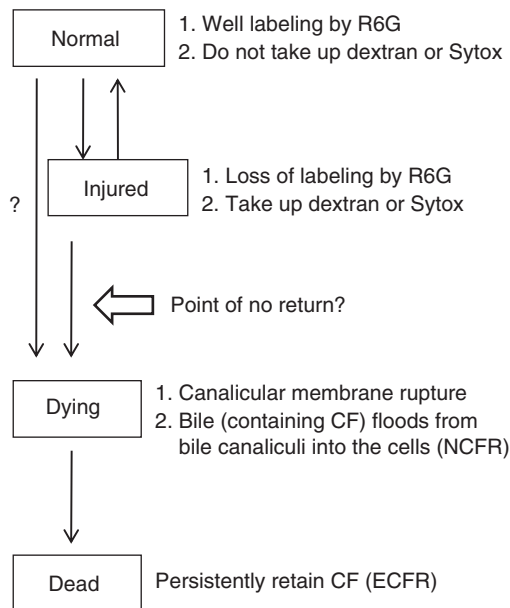 Normal
1. Well labeling by R6G
2. Do not take up dextran or Sytox
?
Injured
1. Loss of labeling by R6G
2. Take up dextran or Sytox
Point of no return?
Dying
1. Canalicular membrane rupture
2. Bile (containing CF) floods from
bile canaliculi into the cells (NCFR)
Dead
Persistently retain CF (ECFR)